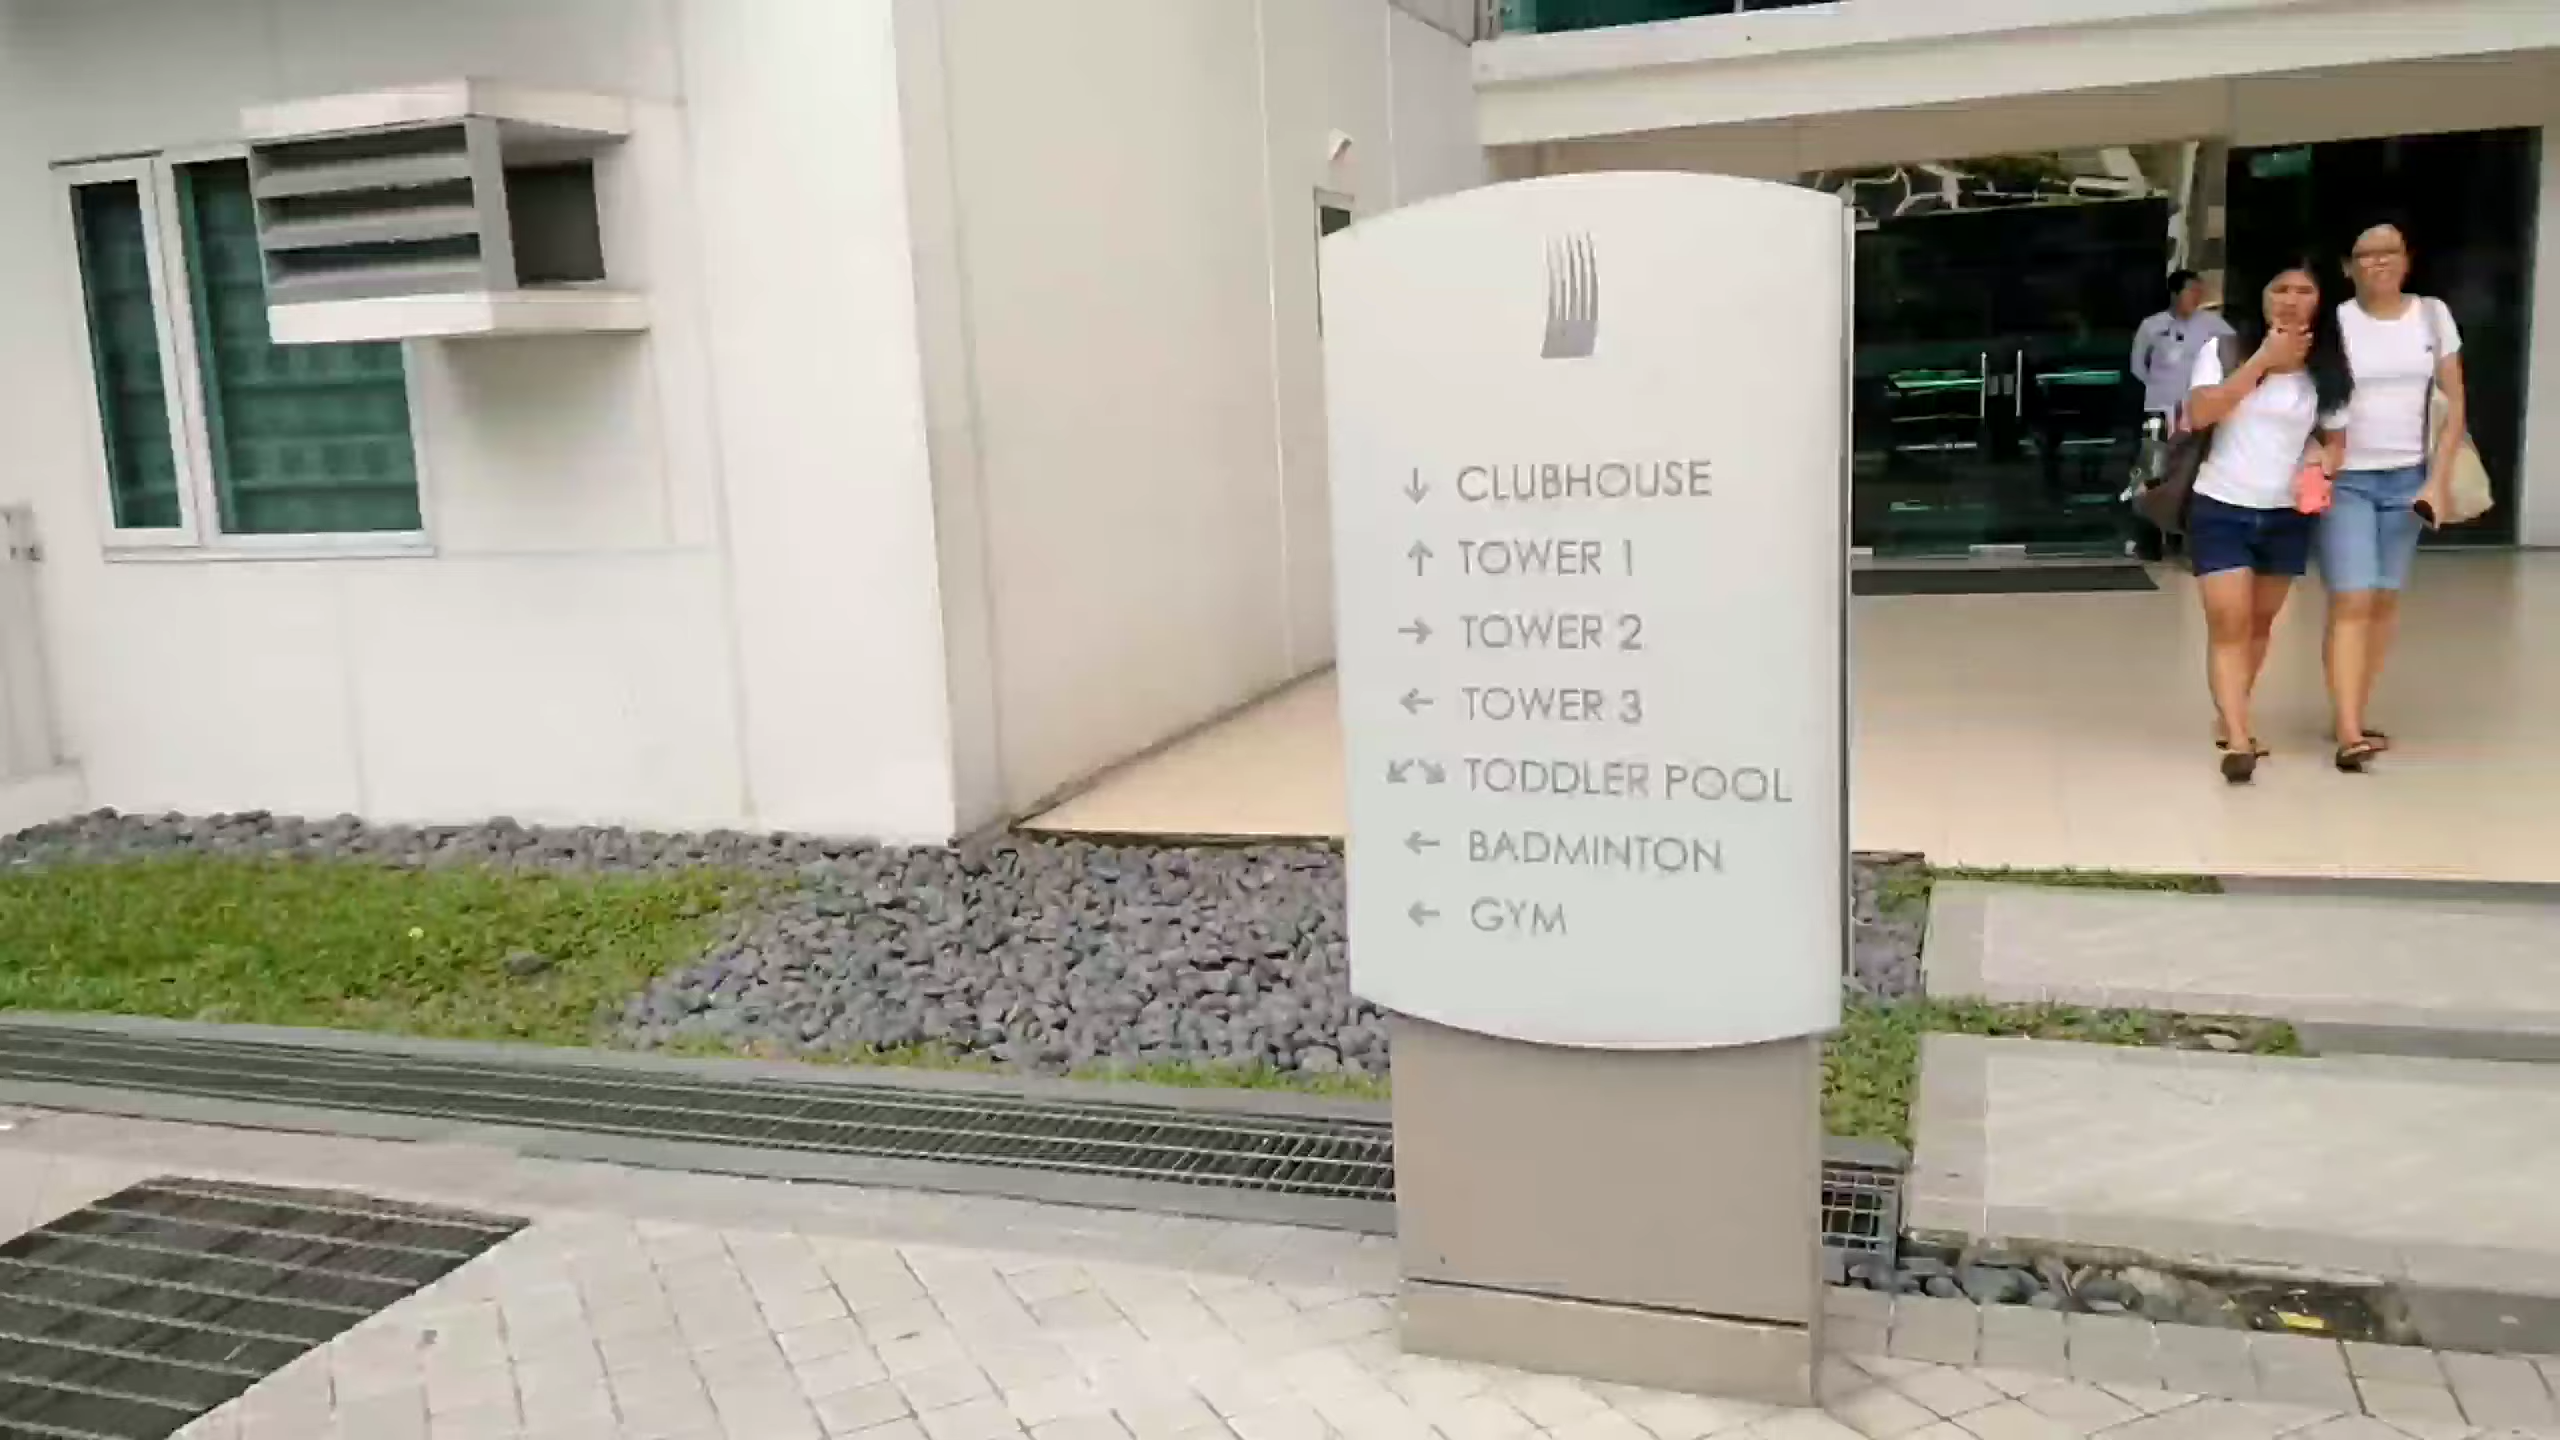 ↓ CLUBHOUSE
↑ TOWER 1
→ TOWER 2
← TOWER 3
↙↘ TODDLER POOL
← BADMINTON
← GYM